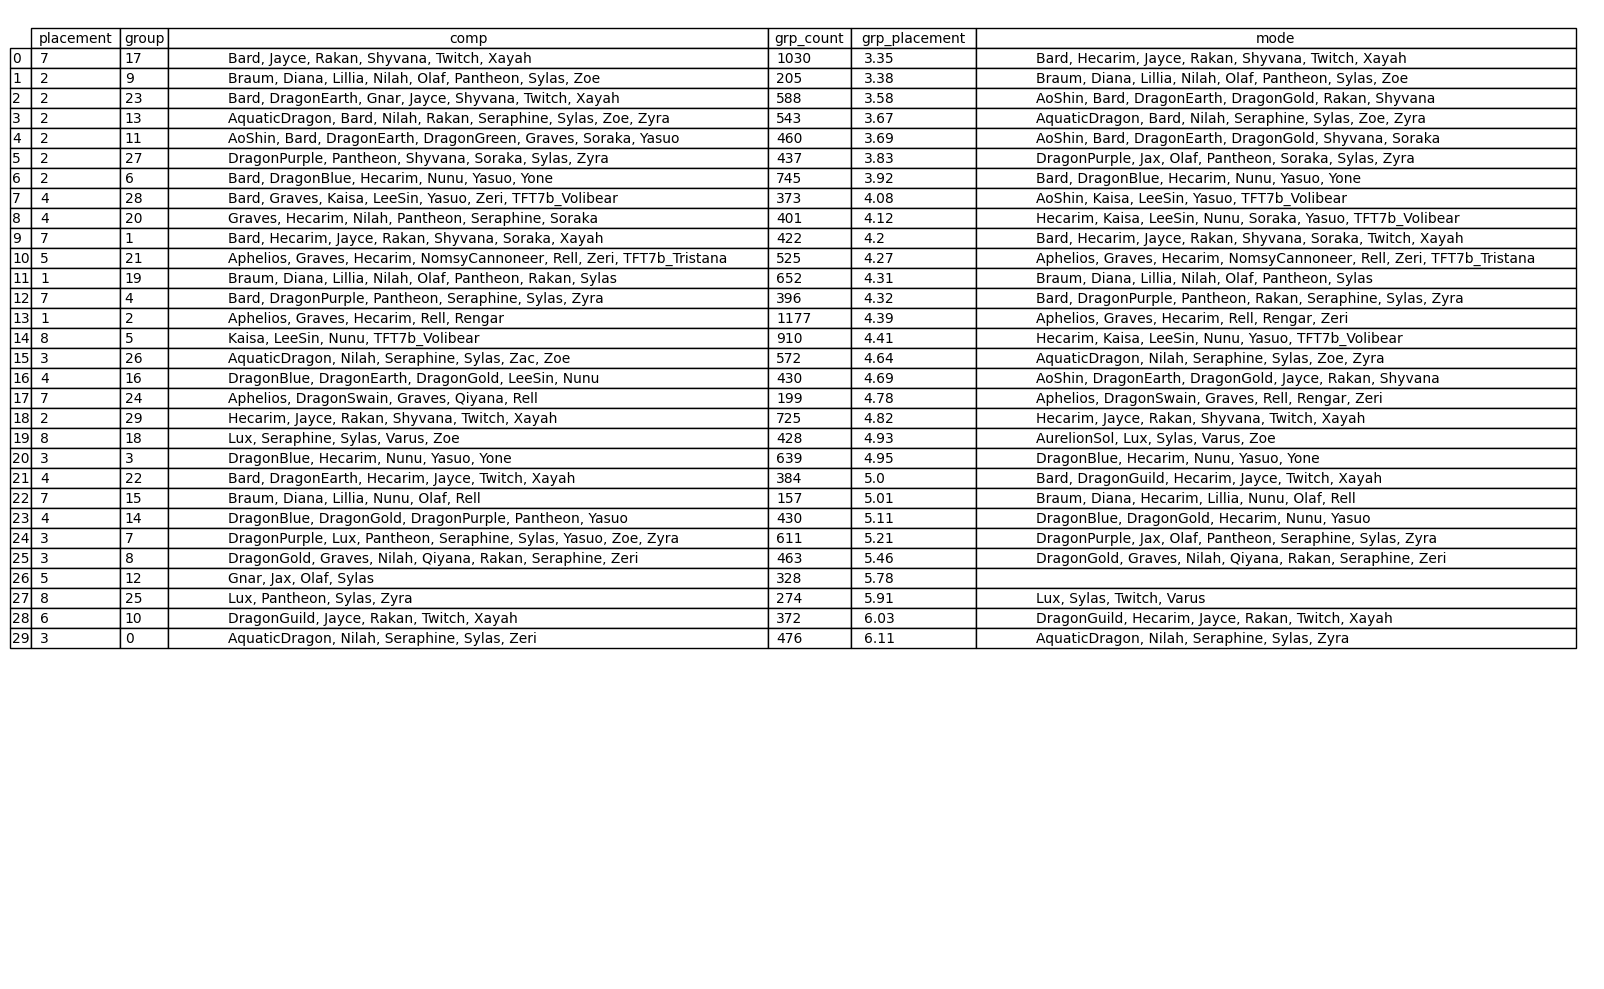 placement group comp grp_count grp_placement mode
0 7 17 Bard, Jayce, Rakan, Shyvana, Twitch, Xayah 1030 3.35 Bard, Hecarim, Jayce, Rakan, Shyvana, Twitch, Xayah
1 2 9 Braum, Diana, Lillia, Nilah, Olaf, Pantheon, Sylas, Zoe 205 3.38 Braum, Diana, Lillia, Nilah, Olaf, Pantheon, Sylas, Zoe
2 2 23 Bard, DragonEarth, Gnar, Jayce, Shyvana, Twitch, Xayah 588 3.58 AoShin, Bard, DragonEarth, DragonGold, Rakan, Shyvana
3 2 13 AquaticDragon, Bard, Nilah, Rakan, Seraphine, Sylas, Zoe, Zyra 543 3.67 AquaticDragon, Bard, Nilah, Seraphine, Sylas, Zoe, Zyra
4 2 11 AoShin, Bard, DragonEarth, DragonGreen, Graves, Soraka, Yasuo 460 3.69 AoShin, Bard, DragonEarth, DragonGold, Shyvana, Soraka
5 2 27 DragonPurple, Pantheon, Shyvana, Soraka, Sylas, Zyra 437 3.83 DragonPurple, Jax, Olaf, Pantheon, Soraka, Sylas, Zyra
6 2 6 Bard, DragonBlue, Hecarim, Nunu, Yasuo, Yone 745 3.92 Bard, DragonBlue, Hecarim, Nunu, Yasuo, Yone
7 4 28 Bard, Graves, Kaisa, LeeSin, Yasuo, Zeri, TFT7b_Volibear 373 4.08 AoShin, Kaisa, LeeSin, Yasuo, TFT7b_Volibear
8 4 20 Graves, Hecarim, Nilah, Pantheon, Seraphine, Soraka 401 4.12 Hecarim, Kaisa, LeeSin, Nunu, Soraka, Yasuo, TFT7b_Volibear
9 7 1 Bard, Hecarim, Jayce, Rakan, Shyvana, Soraka, Xayah 422 4.2 Bard, Hecarim, Jayce, Rakan, Shyvana, Soraka, Twitch, Xayah
10 5 21 Aphelios, Graves, Hecarim, NomsyCannoneer, Rell, Zeri, TFT7b_Tristana 525 4.27 Aphelios, Graves, Hecarim, NomsyCannoneer, Rell, Zeri, TFT7b_Tristana
11 1 19 Braum, Diana, Lillia, Nilah, Olaf, Pantheon, Rakan, Sylas 652 4.31 Braum, Diana, Lillia, Nilah, Olaf, Pantheon, Sylas
12 7 4 Bard, DragonPurple, Pantheon, Seraphine, Sylas, Zyra 396 4.32 Bard, DragonPurple, Pantheon, Rakan, Seraphine, Sylas, Zyra
13 1 2 Aphelios, Graves, Hecarim, Rell, Rengar 1177 4.39 Aphelios, Graves, Hecarim, Rell, Rengar, Zeri
14 8 5 Kaisa, LeeSin, Nunu, TFT7b_Volibear 910 4.41 Hecarim, Kaisa, LeeSin, Nunu, Yasuo, TFT7b_Volibear
15 3 26 AquaticDragon, Nilah, Seraphine, Sylas, Zac, Zoe 572 4.64 AquaticDragon, Nilah, Seraphine, Sylas, Zoe, Zyra
16 4 16 DragonBlue, DragonEarth, DragonGold, LeeSin, Nunu 430 4.69 AoShin, DragonEarth, DragonGold, Jayce, Rakan, Shyvana
17 7 24 Aphelios, DragonSwain, Graves, Qiyana, Rell 199 4.78 Aphelios, DragonSwain, Graves, Rell, Rengar, Zeri
18 2 29 Hecarim, Jayce, Rakan, Shyvana, Twitch, Xayah 725 4.82 Hecarim, Jayce, Rakan, Shyvana, Twitch, Xayah
19 8 18 Lux, Seraphine, Sylas, Varus, Zoe 428 4.93 AurelionSol, Lux, Sylas, Varus, Zoe
20 3 3 DragonBlue, Hecarim, Nunu, Yasuo, Yone 639 4.95 DragonBlue, Hecarim, Nunu, Yasuo, Yone
21 4 22 Bard, DragonEarth, Hecarim, Jayce, Twitch, Xayah 384 5.0 Bard, DragonGuild, Hecarim, Jayce, Twitch, Xayah
22 7 15 Braum, Diana, Lillia, Nunu, Olaf, Rell 157 5.01 Braum, Diana, Hecarim, Lillia, Nunu, Olaf, Rell
23 4 14 DragonBlue, DragonGold, DragonPurple, Pantheon, Yasuo 430 5.11 DragonBlue, DragonGold, Hecarim, Nunu, Yasuo
24 3 7 DragonPurple, Lux, Pantheon, Seraphine, Sylas, Yasuo, Zoe, Zyra 611 5.21 DragonPurple, Jax, Olaf, Pantheon, Seraphine, Sylas, Zyra
25 3 8 DragonGold, Graves, Nilah, Qiyana, Rakan, Seraphine, Zeri 463 5.46 DragonGold, Graves, Nilah, Qiyana, Rakan, Seraphine, Zeri
26 5 12 Gnar, Jax, Olaf, Sylas 328 5.78
27 8 25 Lux, Pantheon, Sylas, Zyra 274 5.91 Lux, Sylas, Twitch, Varus
28 6 10 DragonGuild, Jayce, Rakan, Twitch, Xayah 372 6.03 DragonGuild, Hecarim, Jayce, Rakan, Twitch, Xayah
29 3 0 AquaticDragon, Nilah, Seraphine, Sylas, Zeri 476 6.11 AquaticDragon, Nilah, Seraphine, Sylas, Zyra